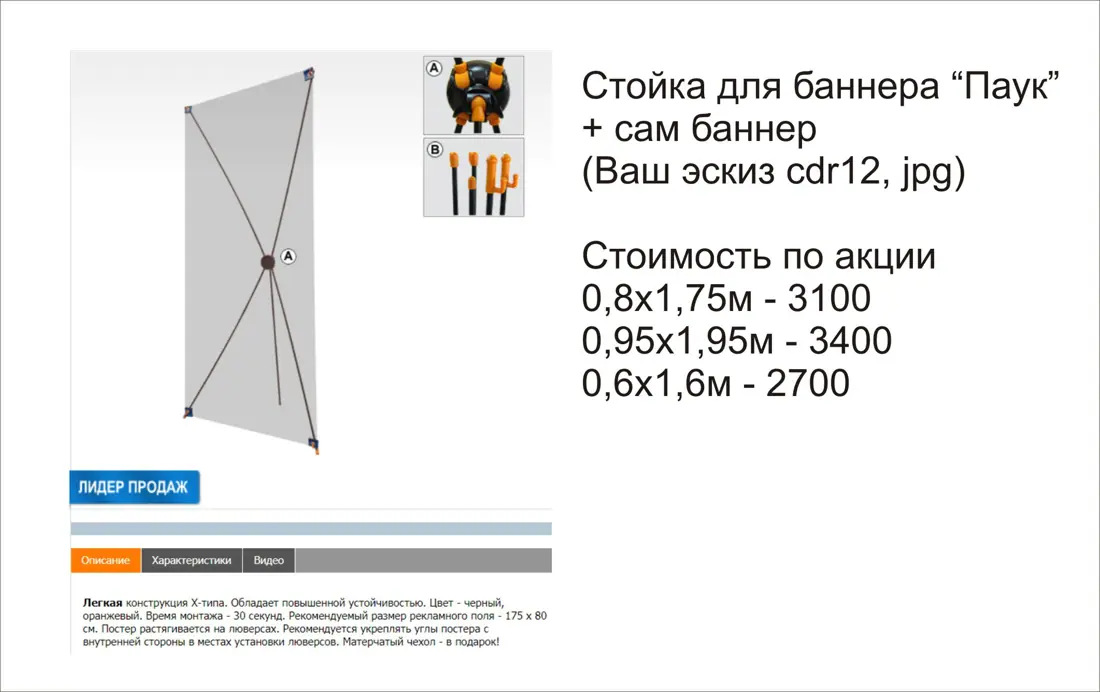 Стойка для баннера “Паук”
+ сам баннер
(Ваш эскиз cdr12, jpg)
Стоимость по акции
0,8х1,75м - 3100
0,95х1,95м - 3400
0,6х1,6м - 2700
A
B
A
ЛИДЕР ПРОДАЖ
Описание Характеристики Видео
Легкая конструкция Х-типа. Обладает повышенной устойчивостью. Цвет - черный,
оранжевый. Время монтажа - 30 секунд. Рекомендуемый размер рекламного поля - 175 х 80
см. Постер растягивается на люверсах. Рекомендуется укреплять углы постера с
внутренней стороны в местах установки люверсов. Матерчатый чехол - в подарок!